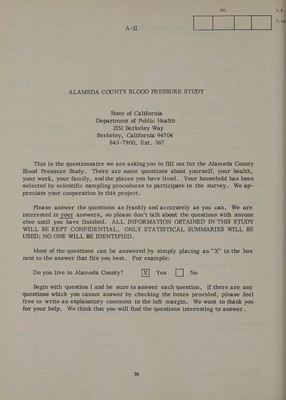 A-II
ALAMEDA COUNTY BLOOD PRESSURE STUDY
State of California
Department of Public Health
2151 Berkeley Way
Berkeley, California 94704
843-7900, Ext. 367
This is the questionnaire we are asking you to fill out for the Alameda County
Blood Pressure Study. There are some questions about yourself, your health,
your work, your family, and the places you have lived. Your household has been
selected by scientific sampling procedures to participate in the survey. We ap-
preciate your cooperation in this project.
Please answer the questions as frankly and accurately as you can. We are
interested in your answers, so please don't talk about the questions with anyone
else until you have finished. ALL INFORMATION OBTAINED IN THIS STUDY
WILL BE KEPT CONFIDENTIAL. ONLY STATISTICAL SUMMARIES WILL BE
USED; NO ONE WILL BE IDENTIFIED.
Most of the questions can be answered by simply placing an "X" in the box
next to the answer that fits you best. For example:
Do you live in Alameda County? X Yes No
Begin with question 1 and be sure to answer each question. If there are any
questions which you cannot answer by checking the boxes provided, please feel
free to write an explanatory comment in the left margin. We want to thank you
for your help. We think that you will find the questions interesting to answer.